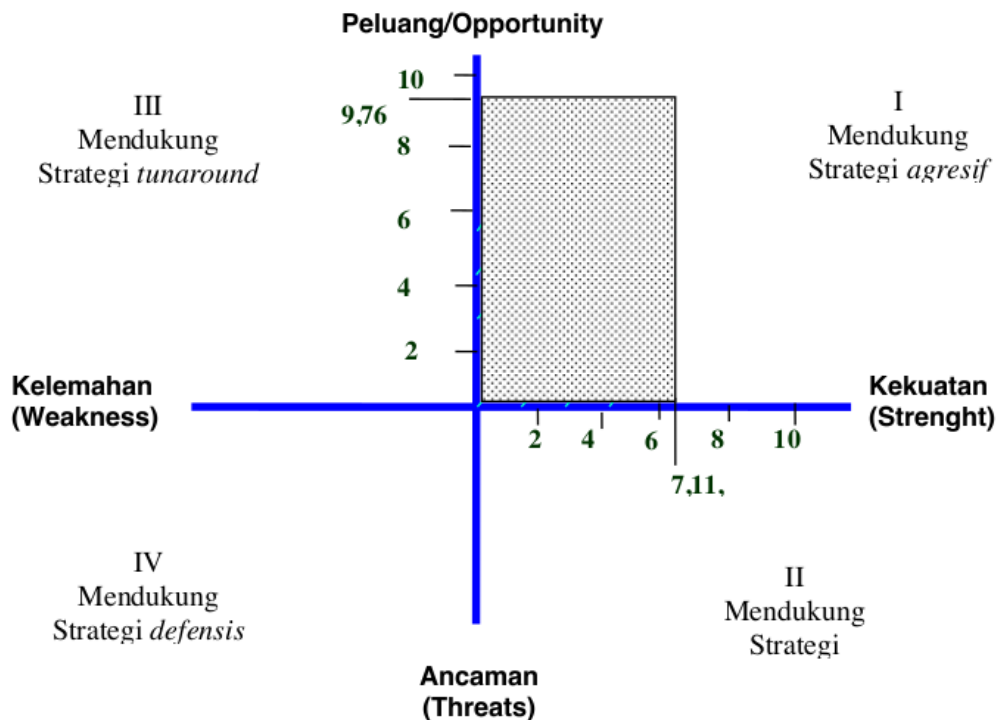 Peluang/Opportunity
III
Mendukung
Strategi tunaround
I
Mendukung
Strategi agresif
10
9,76
8
6
4
2
Kelemahan
(Weakness)
Kekuatan
(Strenght)
2 4 6 8 10
7,11,
IV
Mendukung
Strategi defensis
II
Mendukung
Strategi
Ancaman
(Threats)